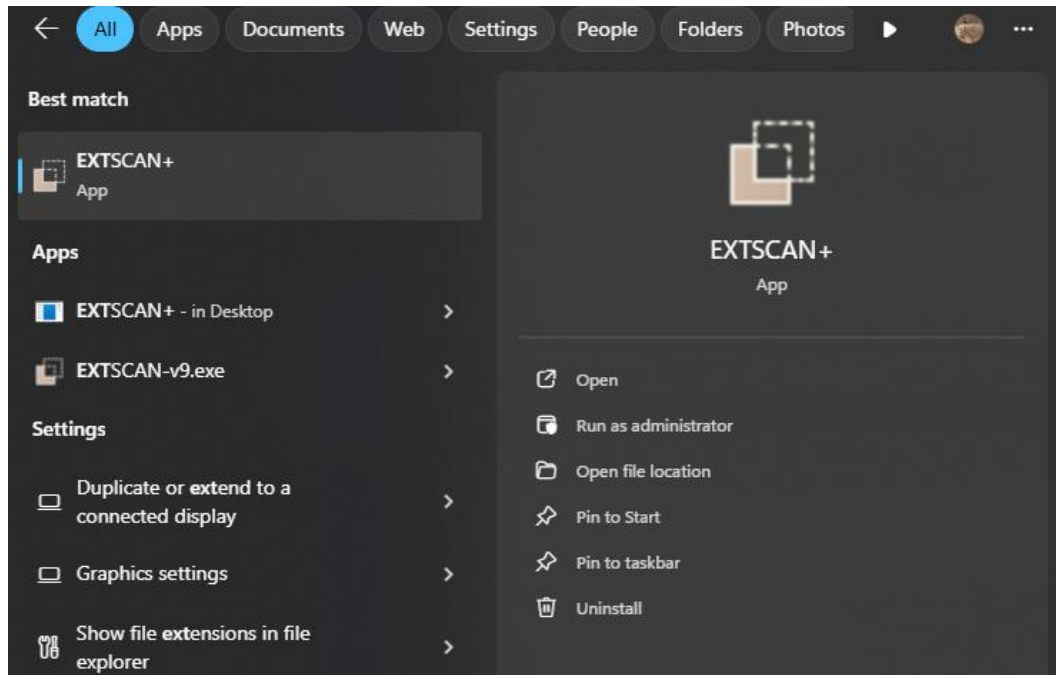 All Apps Documents Web Settings People Folders Photos
Best match
EXTSCAN+
App
Apps
EXTSCAN+ - in Desktop
EXTSCAN-v9.exe
Settings
Duplicate or extend to a
connected display
Graphics settings
Show file extensions in file
explorer
EXTSCAN+
App
Open
Run as administrator
Open file location
Pin to Start
Pin to taskbar
Uninstall